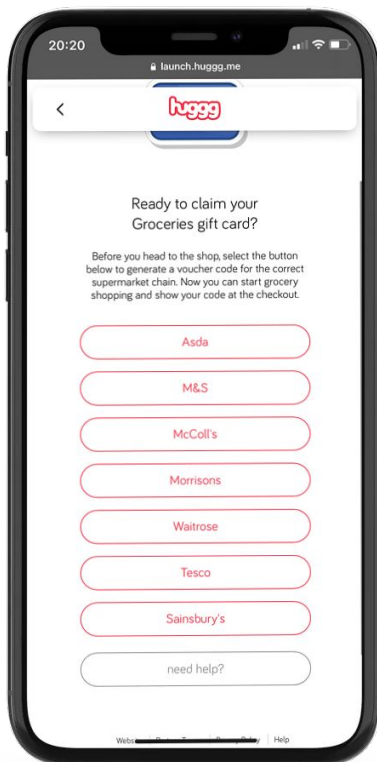 20:20
launch.huggg.me
huggg
Ready to claim your
Groceries gift card?
Before you head to the shop, select the button
below to generate a voucher code for the correct
supermarket chain. Now you can start grocery
shopping and show your code at the checkout.
Asda
M&S
McColl's
Morrisons
Waitrose
Tesco
Sainsbury's
need help?
Help